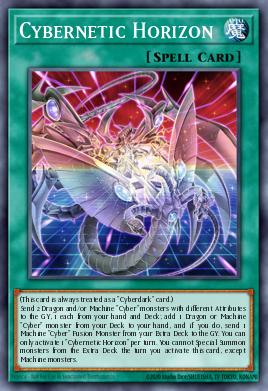 CYBERNETIC HORIZON 魔
[SPELL CARD]
(This card is always treated as a "Cyberdark" card.)
Send 2 Dragon and/or Machine "Cyber" monsters with different Attributes
to the GY, 1 each from your hand and Deck; add 1 Dragon or Machine
"Cyber" monster from your Deck to your hand, and if you do, send 1
Machine "Cyber" Fusion Monster from your Extra Deck to the GY. You can
only activate 1 "Cybernetic Horizon" per turn. You cannot Special Summon
monsters from the Extra Deck the turn you activate this card, except
Machine monsters.